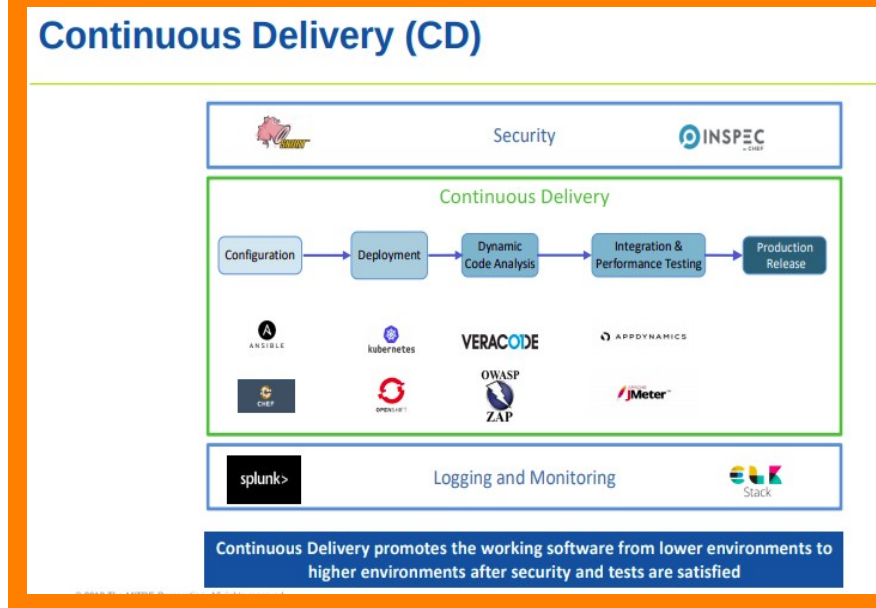 Continuous Delivery (CD)
SNORT
Security
INSPEC
Continuous Delivery
Configuration
Deployment
Dynamic
Code Analysis
Integration &
Performance Testing
Production
Release
ANSIBLE
kubernetes
VERACODE
APPDYNAMICS
CHEF
OPENSHIFT
OWASP
ZAP
JMeter
splunk>
Logging and Monitoring
ELK
Stack
Continuous Delivery promotes the working software from lower environments to
higher environments after security and tests are satisfied